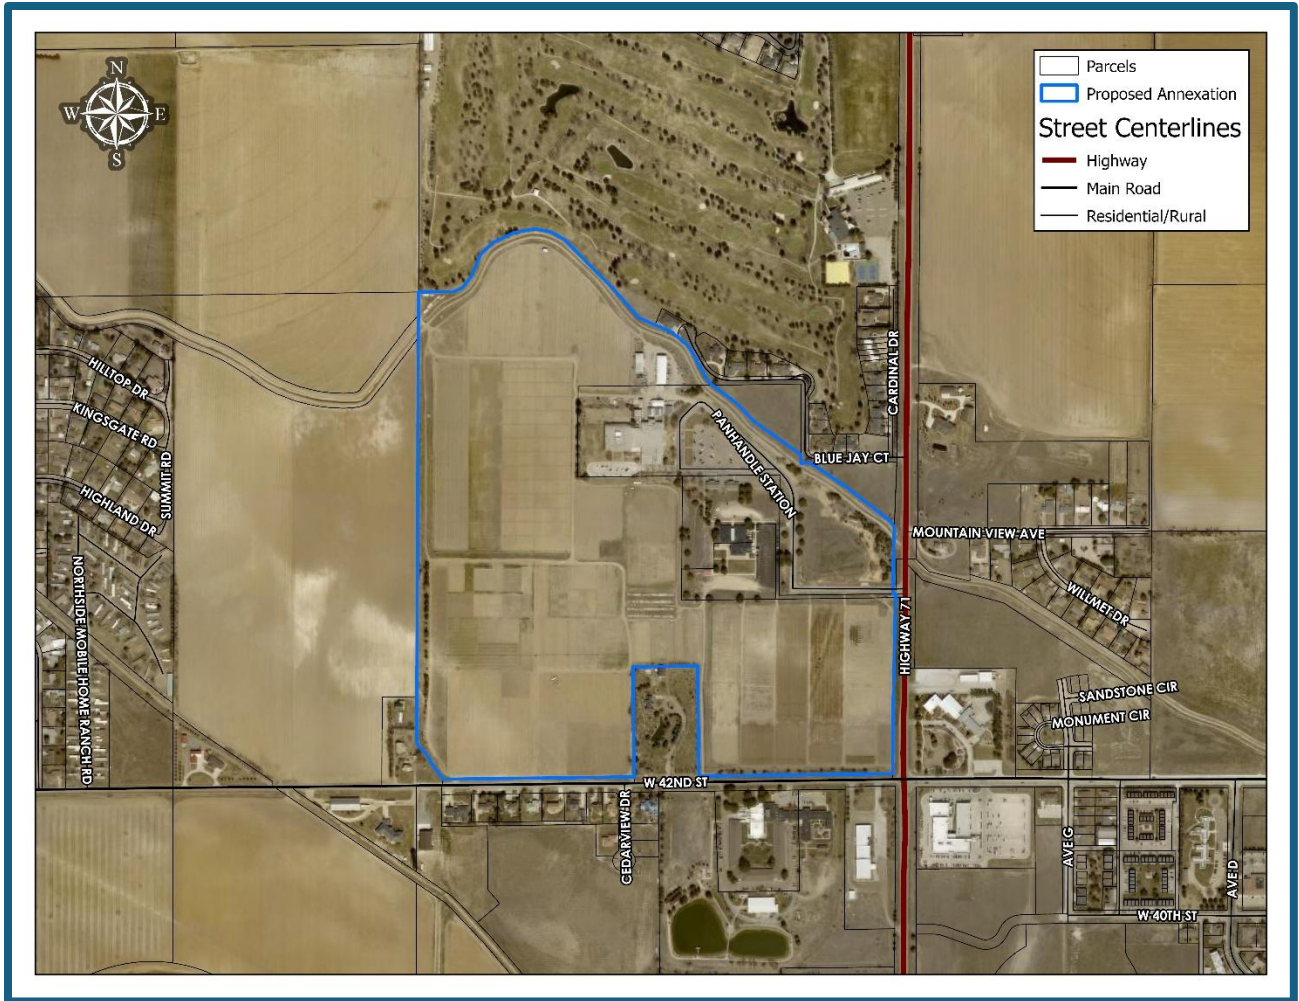 N
W E
S
Parcels
Proposed Annexation
Street Centerlines
Highway
Main Road
Residential/Rural
HILLTOP DR
KINGSGATE RD
HIGHLAND DR
SUMMIT RD
NORTHSIDE MOBILE HOME RANCH RD
CARDINAL DR
PANHANDLE STATION
BLUE JAY CT
MOUNTAIN VIEW AVE
WILLMET DR
HIGHWAY 71
SANDSTONE CIR
MONUMENT CIR
W 42ND ST
CEDARVIEW DR
AVE G
AVE D
W 40TH ST